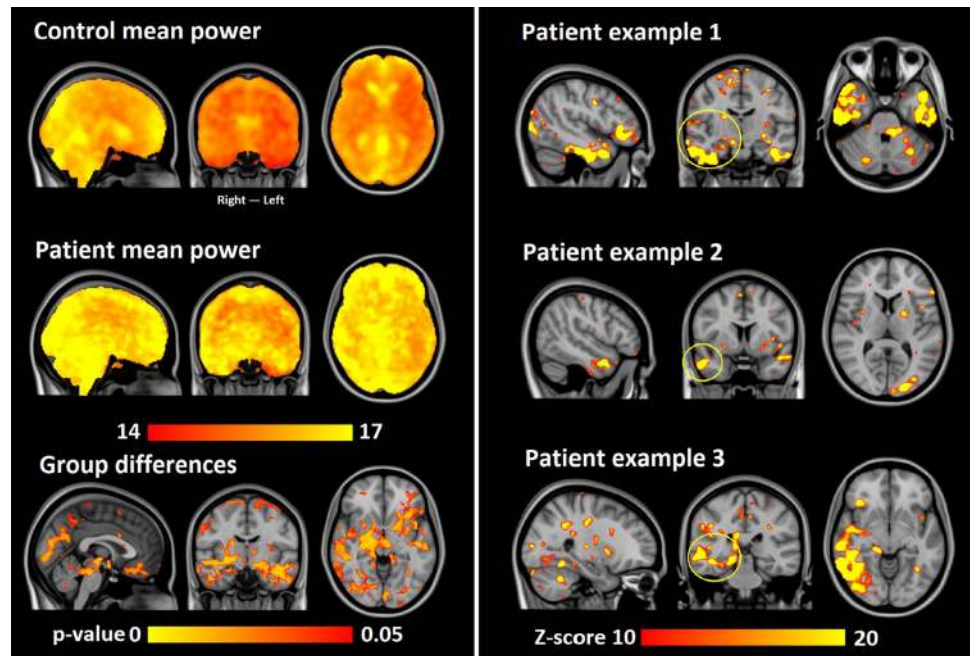 Control mean power
Right — Left
Patient mean power
14 17
Group differences
p-value 0 0.05
Patient example 1
Patient example 2
Patient example 3
Z-score 10 20